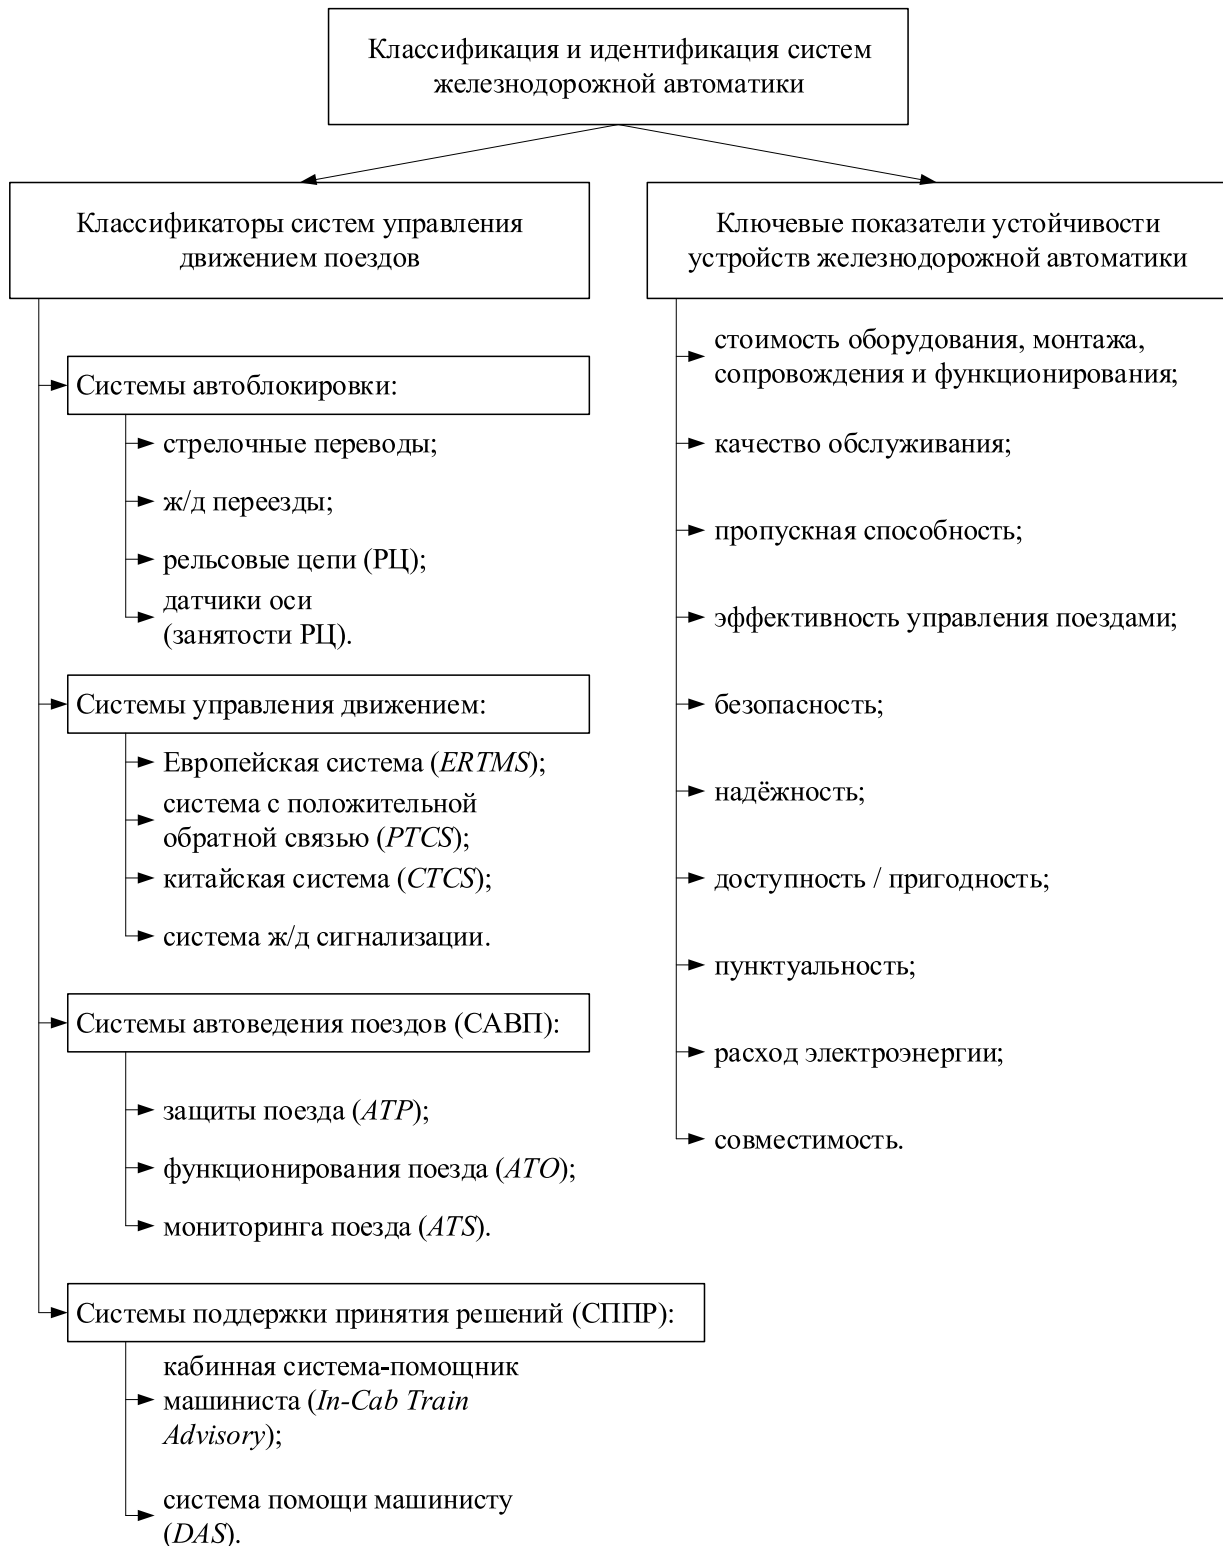 Классификация и идентификация систем
железнодорожной автоматики
Классификаторы систем управления
движением поездов
Системы автоблокировки:
стрелочные переводы;
ж/д переезды;
рельсовые цепи (РЦ);
датчики оси
(занятости РЦ).
Системы управления движением:
Европейская система (ERTMS);
система с положительной
обратной связью (PTCS);
китайская система (CTCS);
система ж/д сигнализации.
Системы автоведения поездов (САВП):
защиты поезда (ATP);
функционирования поезда (ATO);
мониторинга поезда (ATS).
Системы поддержки принятия решений (СППР):
кабинная система-помощник
машиниста (In-Cab Train
Advisory);
система помощи машинисту
(DAS).
Ключевые показатели устойчивости
устройств железнодорожной автоматики
стоимость оборудования, монтажа,
сопровождения и функционирования;
качество обслуживания;
пропускная способность;
эффективность управления поездами;
безопасность;
надёжность;
доступность / пригодность;
пунктуальность;
расход электроэнергии;
совместимость.